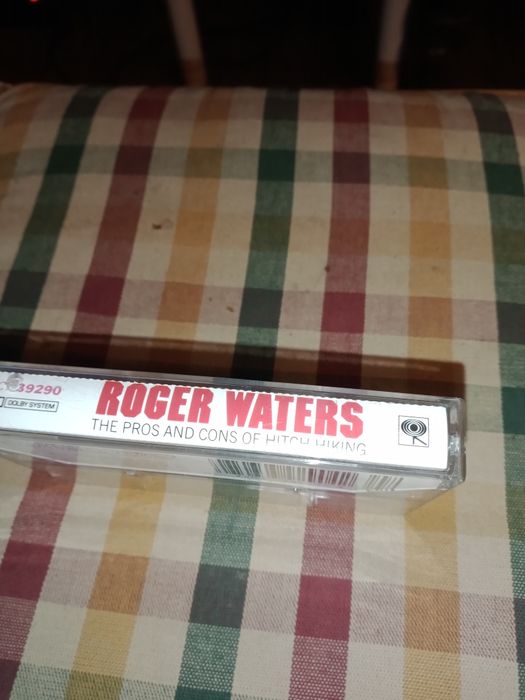 39290
DOLBY SYSTEM
ROGER WATERS
THE PROS AND CONS OF HITCH HIKING